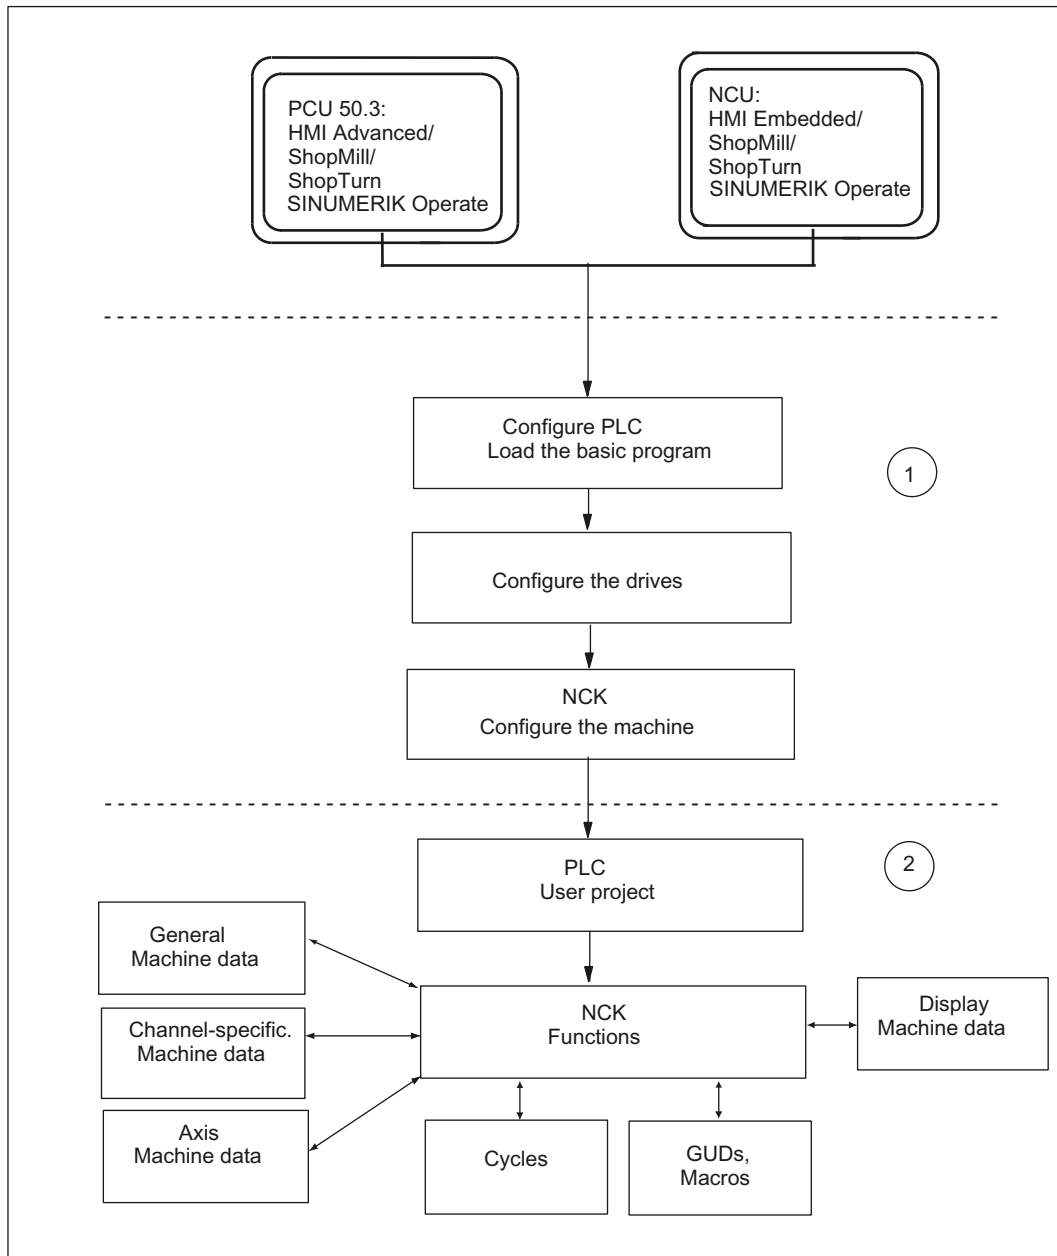 PCU 50.3:
HMI Advanced/
ShopMill/
ShopTurn
SINUMERIK Operate
NCU:
HMI Embedded/
ShopMill/
ShopTurn
SINUMERIK Operate
Configure PLC
Load the basic program
1
Configure the drives
NCK
Configure the machine
2
PLC
User project
General
Machine data
NCK
Functions
Display
Machine data
Channel-specific.
Machine data
Axis
Machine data
Cycles
GUDs,
Macros